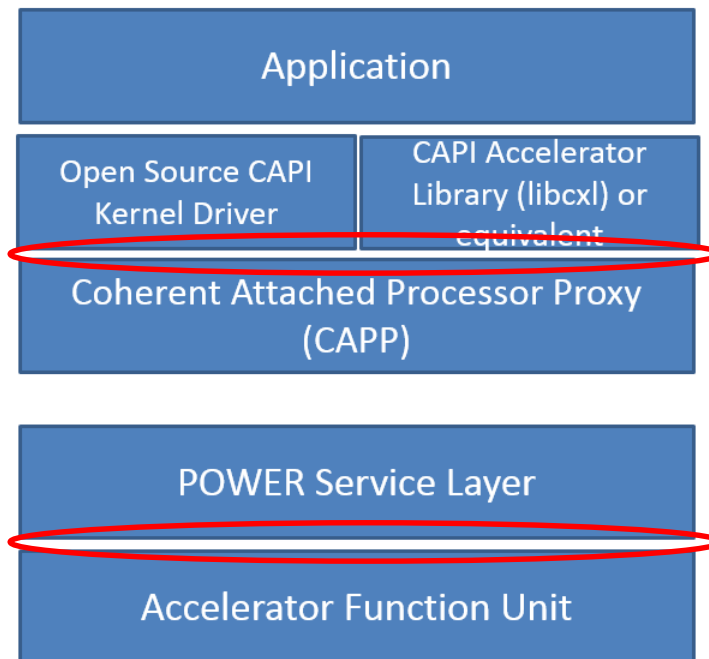 Application
Open Source CAPI
Kernel Driver
CAPI Accelerator
Library (libcxl) or
equivalent
Coherent Attached Processor Proxy
(CAPP)
POWER Service Layer
Accelerator Function Unit